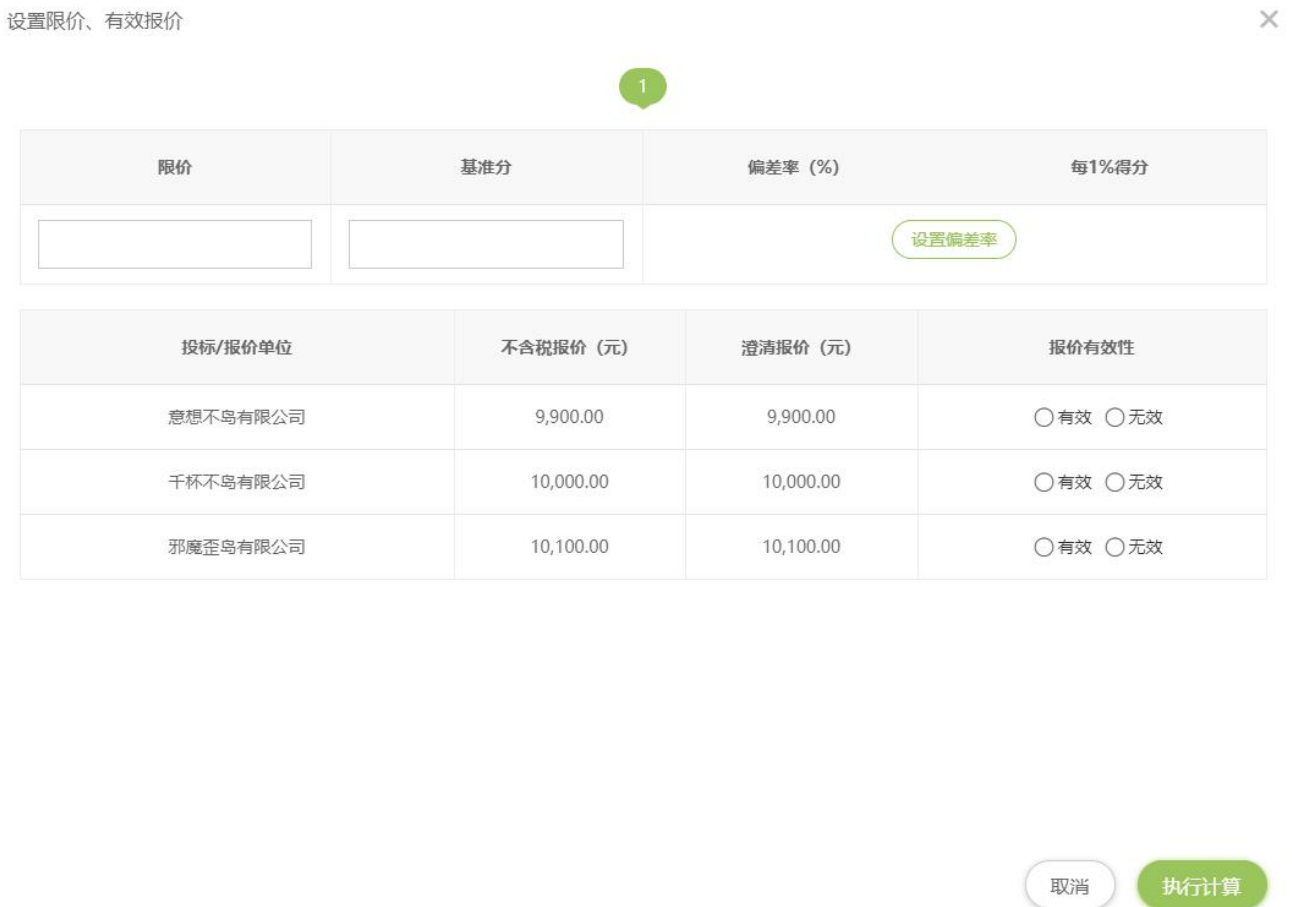 设置限价、有效报价
1
限价 基准分 偏差率（%） 每1%得分
设置偏差率
投标/报价单位 不含税报价（元） 澄清报价（元） 报价有效性
意想不岛有限公司 9,900.00 9,900.00 有效 无效
千杯不岛有限公司 10,000.00 10,000.00 有效 无效
邪魔歪岛有限公司 10,100.00 10,100.00 有效 无效
取消 执行计算